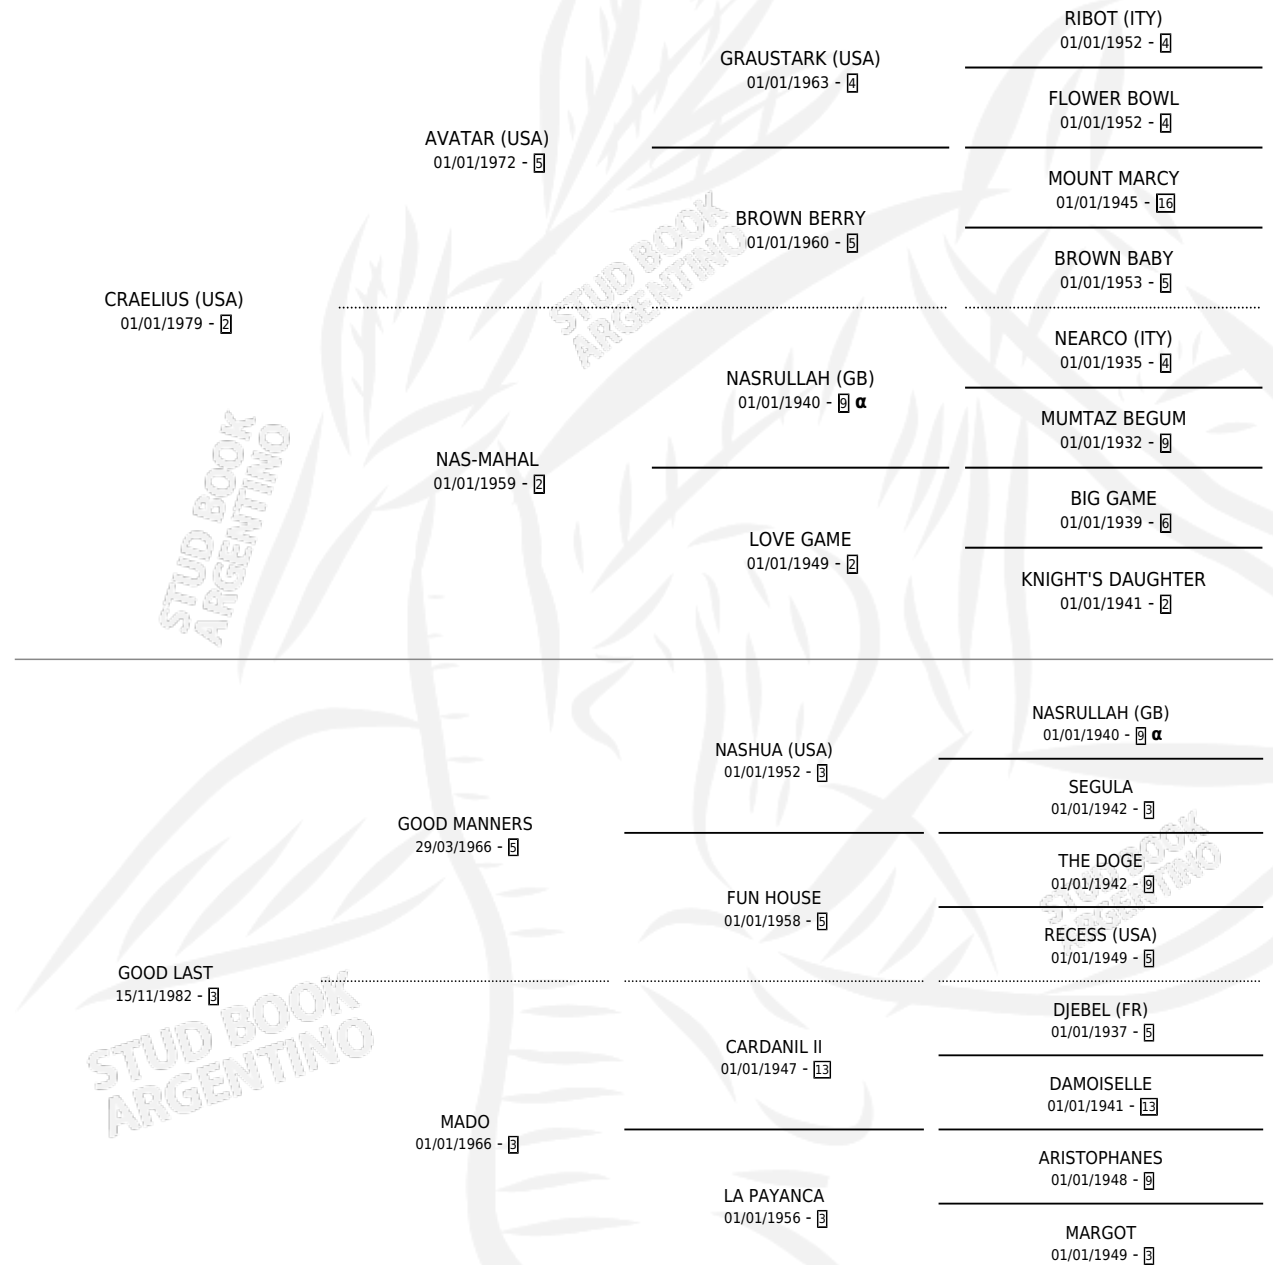 RIBOT (ITY)
01/01/1952 - 4
GRAUSTARK (USA)
01/01/1963 - 4
FLOWER BOWL
01/01/1952 - 4
AVATAR (USA)
01/01/1972 - 5
MOUNT MARCY
01/01/1945 - 16
BROWN BERRY
01/01/1960 - 5
BROWN BABY
01/01/1953 - 5
CRAELIUS (USA)
01/01/1979 - 2
NEARCO (ITY)
01/01/1935 - 4
NASRULLAH (GB)
01/01/1940 - 9 α
MUMTAZ BEGUM
01/01/1932 - 9
NAS-MAHAL
01/01/1959 - 2
BIG GAME
01/01/1939 - 6
LOVE GAME
01/01/1949 - 2
KNIGHT'S DAUGHTER
01/01/1941 - 2
NASRULLAH (GB)
01/01/1940 - 9 α
NASHUA (USA)
01/01/1952 - 3
SEGULA
01/01/1942 - 3
GOOD MANNERS
29/03/1966 - 5
THE DOGE
01/01/1942 - 9
FUN HOUSE
01/01/1958 - 5
RECESS (USA)
01/01/1949 - 5
GOOD LAST
15/11/1982 - 3
DJEBEL (FR)
01/01/1937 - 5
CARDANIL II
01/01/1947 - 13
DAMOISELLE
01/01/1941 - 13
MADO
01/01/1966 - 3
ARISTOPHANES
01/01/1948 - 9
LA PAYANCA
01/01/1956 - 3
MARGOT
01/01/1949 - 3
STUD BOOK
ARGENTINO
STUD BOOK
ARGENTINO
STUD BOOK
ARGENTINO
STUD BOOK
ARGENTINO